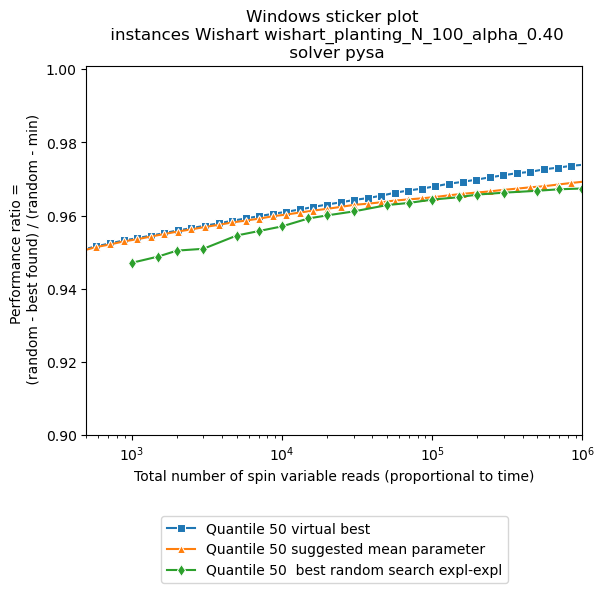 Windows sticker plot
instances Wishart wishart_planting_N_100_alpha_0.40
solver pysa
Performance ratio =
(random - best found) / (random - min)
1.00
0.98
0.96
0.94
0.92
0.90
10³
10⁴
10⁵
10⁶
Total number of spin variable reads (proportional to time)
Quantile 50 virtual best
Quantile 50 suggested mean parameter
Quantile 50  best random search expl-expl